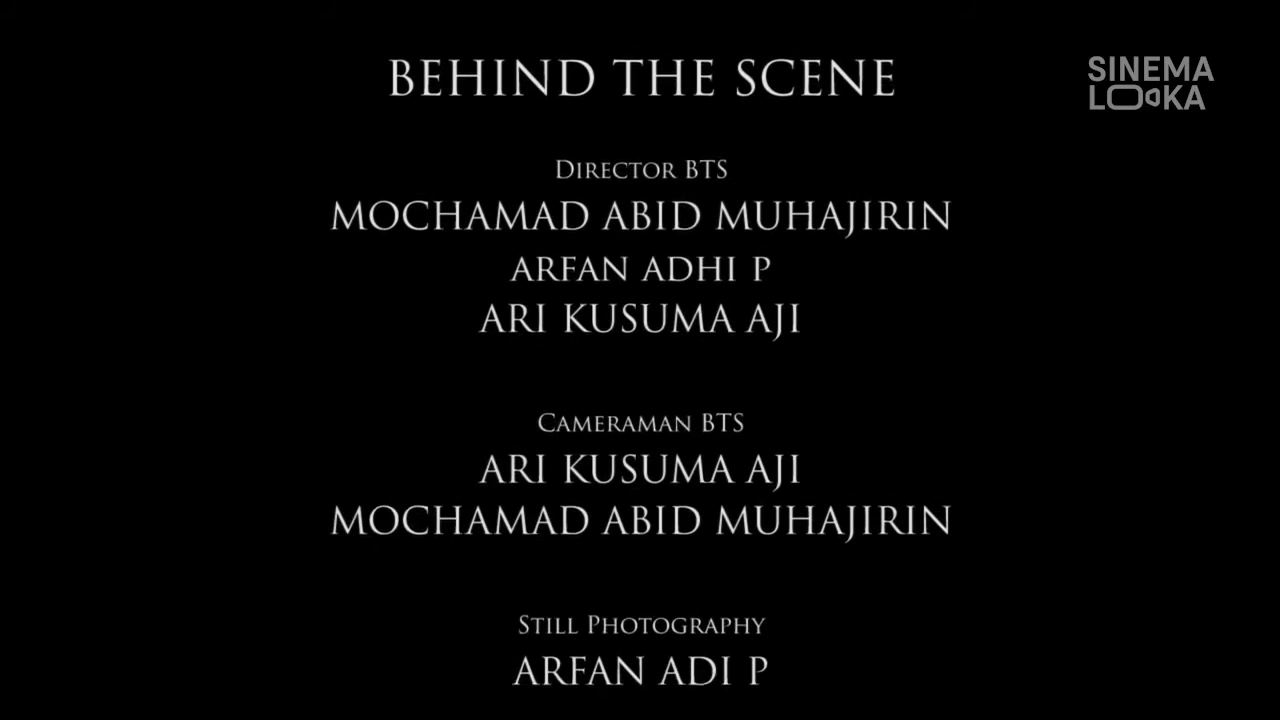 BEHIND THE SCENE
SINEMA
LOOKA
DIRECTOR BTS
MOCHAMAD ABID MUHAJIRIN
ARFAN ADHI P
ARI KUSUMA AJI
CAMERAMAN BTS
ARI KUSUMA AJI
MOCHAMAD ABID MUHAJIRIN
STILL PHOTOGRAPHY
ARFAN ADI P